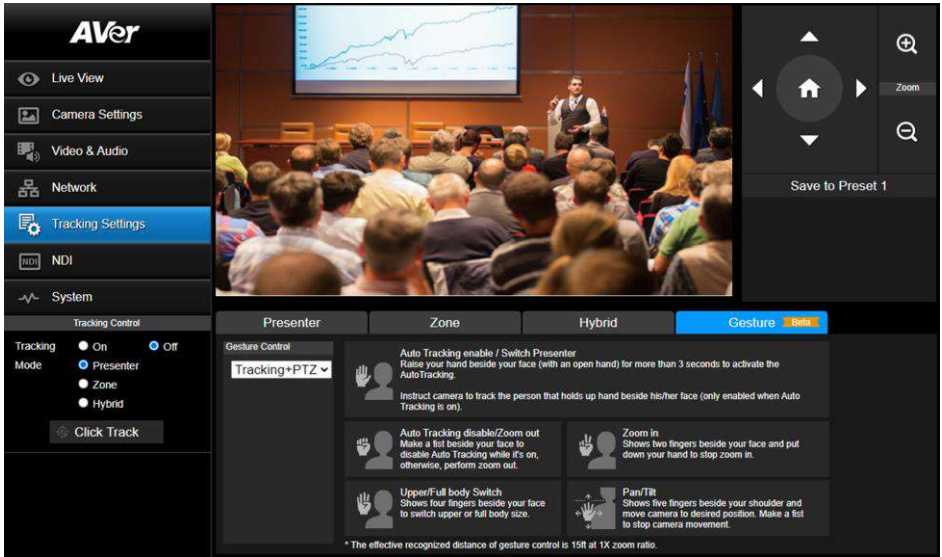 AVer
Live View
Camera Settings
Video & Audio
Network
Tracking Settings
NDI NDI
System
Tracking Control
Tracking On Off
Mode Presenter
Zone
Hybrid
Click Track
Zoom
Save to Preset 1
Presenter Zone Hybrid Gesture Beta
Gesture Control
Tracking+PTZ
Auto Tracking enable / Switch Presenter
Raise your hand beside your face (with an open hand) for more than 3 seconds to activate the
AutoTracking.
Instruct camera to track the person that holds up hand beside his/her face (only enabled when Auto
Tracking is on).
Auto Tracking disable/Zoom out
Make a fist beside your face to
disable Auto Tracking while it's on,
otherwise, perform zoom out.
Zoom in
Shows two fingers beside your face and put
down your hand to stop zoom in.
Upper/Full body Switch
Shows four fingers beside your face
to switch upper or full body size.
Pan/Tilt
Shows five fingers beside your shoulder and
move camera to desired position. Make a fist
to stop camera movement.
* The effective recognized distance of gesture control is 15ft at 1X zoom ratio.